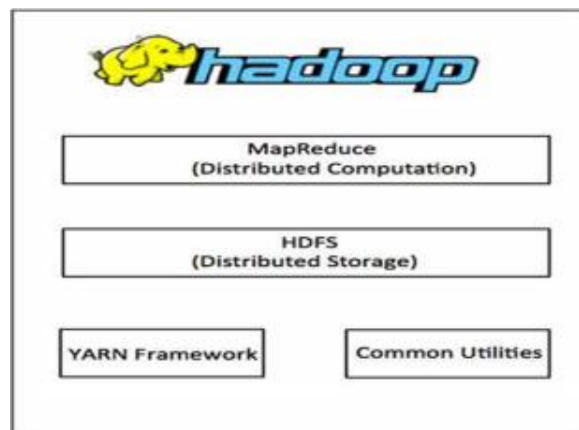 hadoop
MapReduce
(Distributed Computation)
HDFS
(Distributed Storage)
YARN Framework
Common Utilities